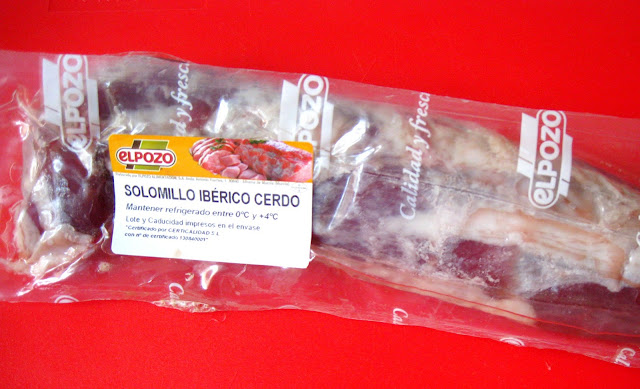 ELPOZO
Calidad y fresc
ELPOZO
Calidad y fresc
ELPOZO
ELPOZO
SOLOMILLO IBÉRICO CERDO
Mantener refrigerado entre 0ºC y +4ºC
Lote y Caducidad impresos en el envase
"Certificado por CERTICALIDAD S.L.